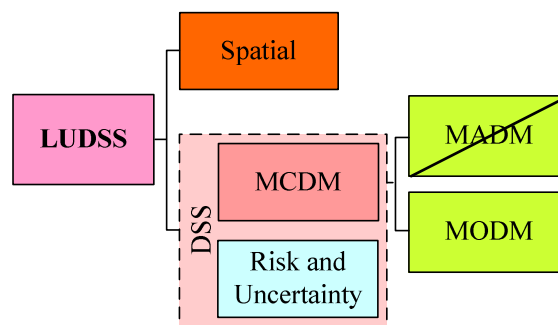 Spatial
LUDSS
DSS
MCDM
MADM
MODM
Risk and
Uncertainty